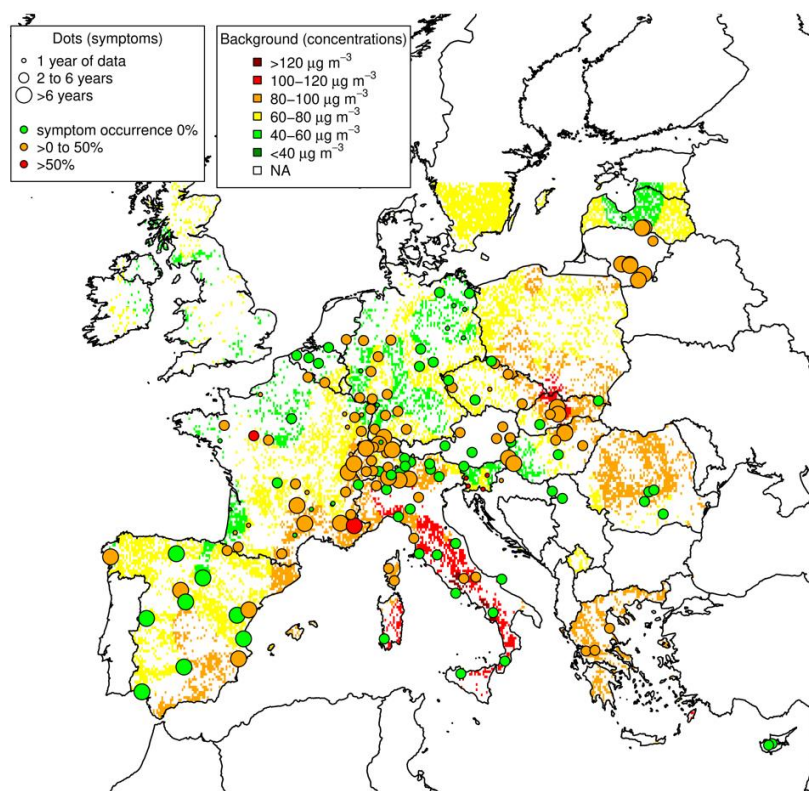 Dots (symptoms)
1 year of data
2 to 6 years
>6 years
symptom occurrence 0%
>0 to 50%
>50%
Background (concentrations)
>120 µg m⁻³
100−120 µg m⁻³
80−100 µg m⁻³
60−80 µg m⁻³
40−60 µg m⁻³
<40 µg m⁻³
NA